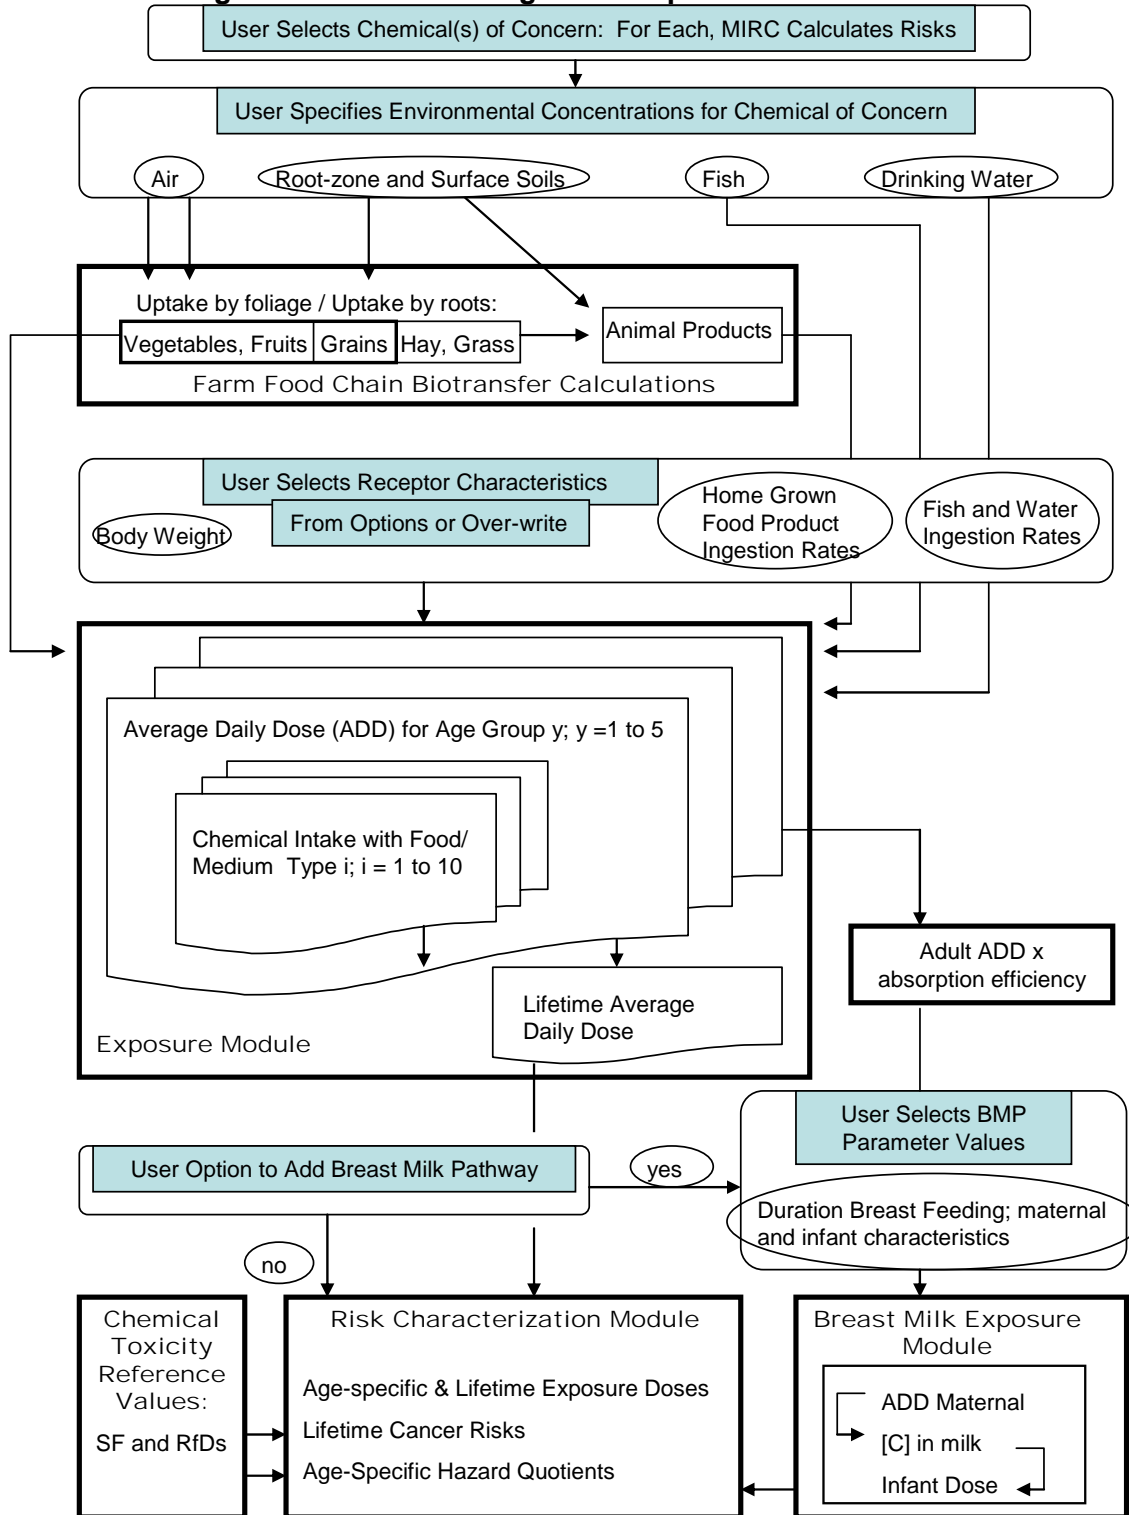 User Selects Chemical(s) of Concern: For Each, MIRC Calculates Risks
User Specifies Environmental Concentrations for Chemical of Concern
Air
Root-zone and Surface Soils
Fish
Drinking Water
Uptake by foliage / Uptake by roots:
Vegetables, Fruits
Grains
Hay, Grass
Animal Products
Farm Food Chain Biotransfer Calculations
User Selects Receptor Characteristics
From Options or Over-write
Body Weight
Home Grown
Food Product
Ingestion Rates
Fish and Water
Ingestion Rates
Average Daily Dose (ADD) for Age Group y; y =1 to 5
Chemical Intake with Food/
Medium Type i; i = 1 to 10
Lifetime Average
Daily Dose
Exposure Module
Adult ADD x
absorption efficiency
User Selects BMP
Parameter Values
User Option to Add Breast Milk Pathway
yes
no
Duration Breast Feeding; maternal
and infant characteristics
Chemical
Toxicity
Reference
Values:
SF and RfDs
Risk Characterization Module
Age-specific & Lifetime Exposure Doses
Lifetime Cancer Risks
Age-Specific Hazard Quotients
Breast Milk Exposure
Module
ADD Maternal
[C] in milk
Infant Dose